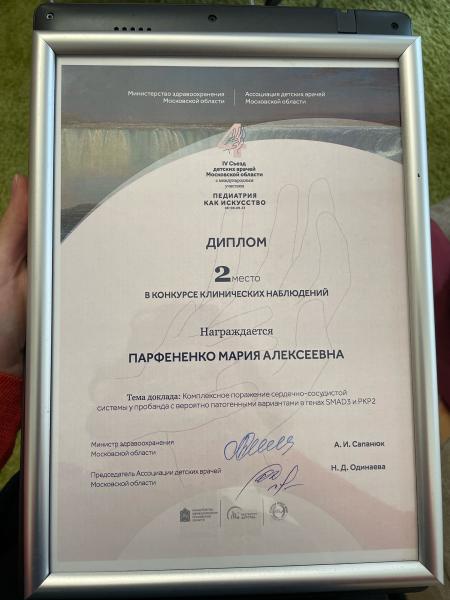 Министерство здравоохранения
Московской области
Ассоциация детских врачей
Московской области
4
IV Съезд
детских врачей
Московской области
с международным
участием
ПЕДИАТРИЯ
КАК ИСКУССТВО
ДИПЛОМ
2 место
В КОНКУРСЕ КЛИНИЧЕСКИХ НАБЛЮДЕНИЙ
Награждается
ПАРФЕНЕНКО МАРИЯ АЛЕКСЕЕВНА
Тема доклада: Комплексное поражение сердечно-сосудистой
системы у пробанда с вероятно патогенными вариантами в генах SMAD3 и PKP2
Министр здравоохранения
Московской области
А. И. Сапанюк
Председатель Ассоциации детских врачей
Московской области
Н. Д. Одинаева